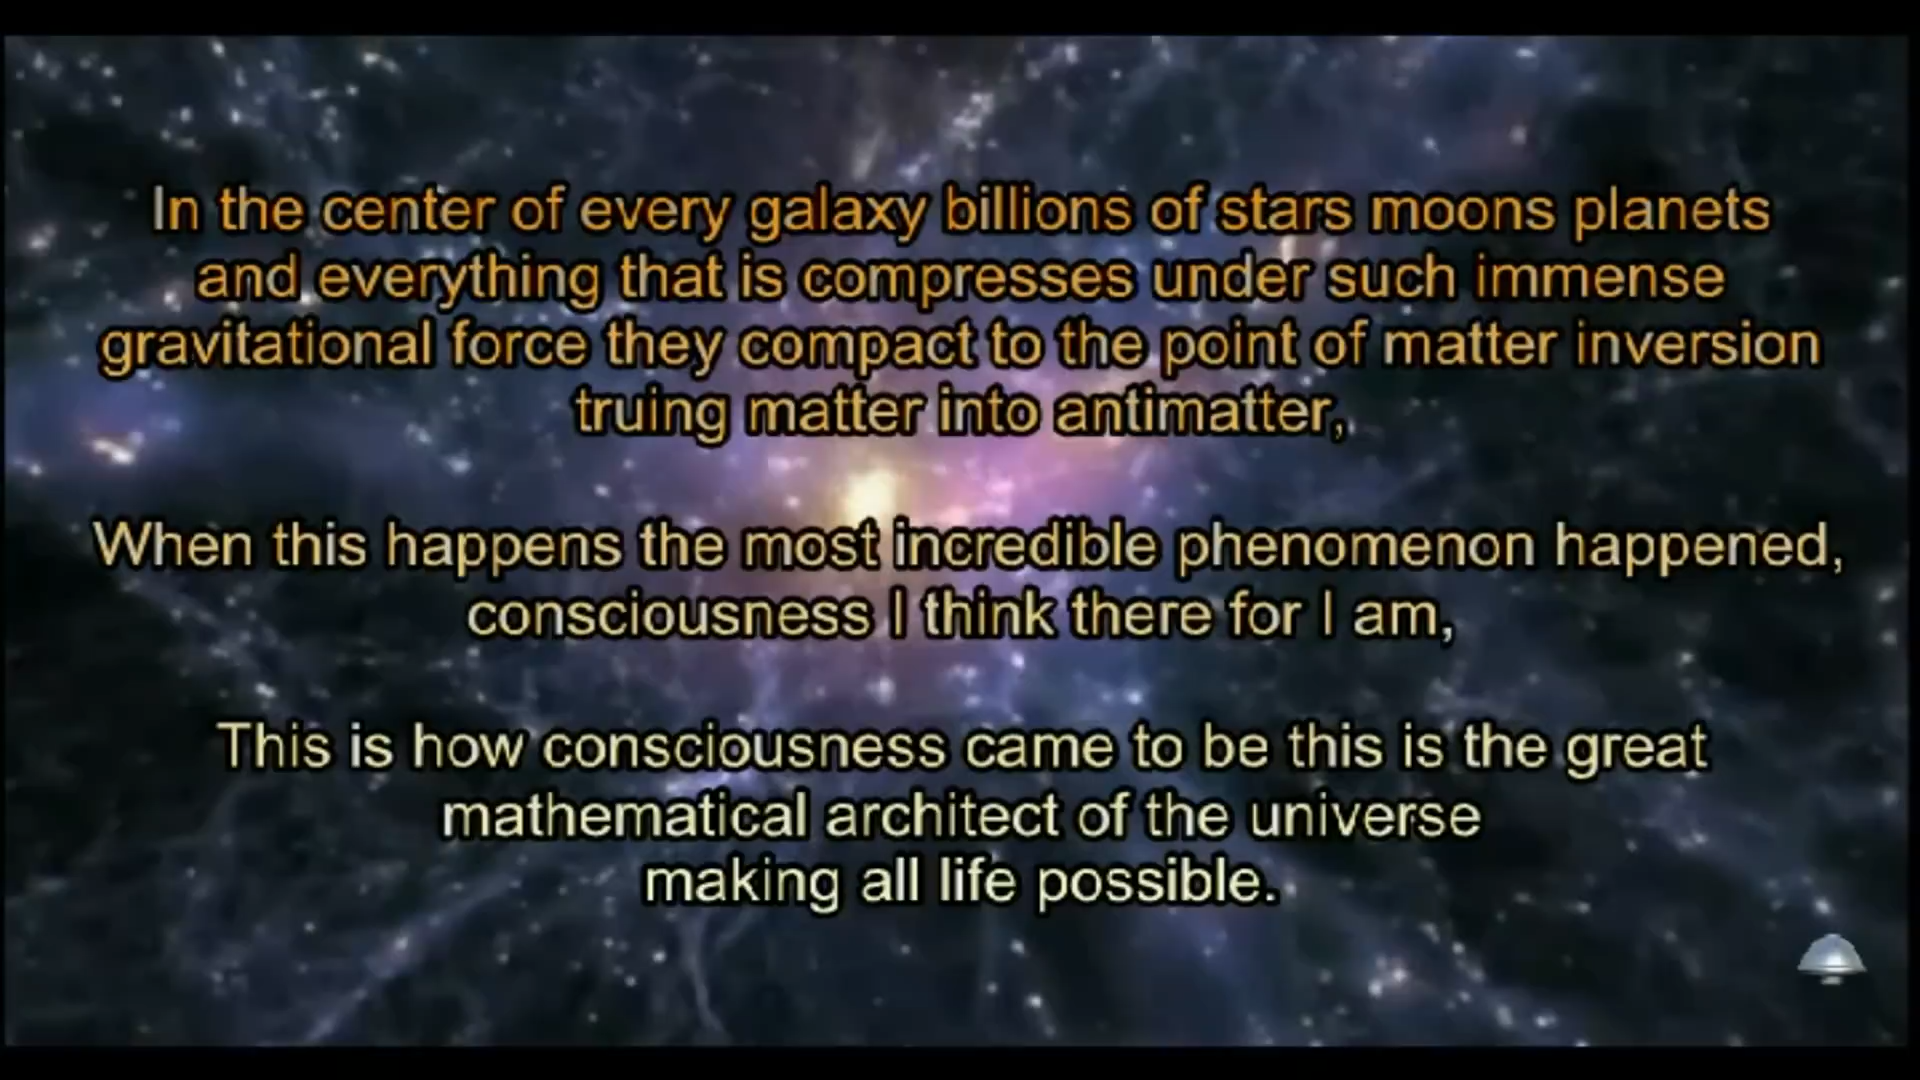 In the center of every galaxy billions of stars moons planets
and everything that is compresses under such immense
gravitational force they compact to the point of matter inversion
truing matter into antimatter,
When this happens the most incredible phenomenon happened,
consciousness I think there for I am,
This is how consciousness came to be this is the great
mathematical architect of the universe
making all life possible.